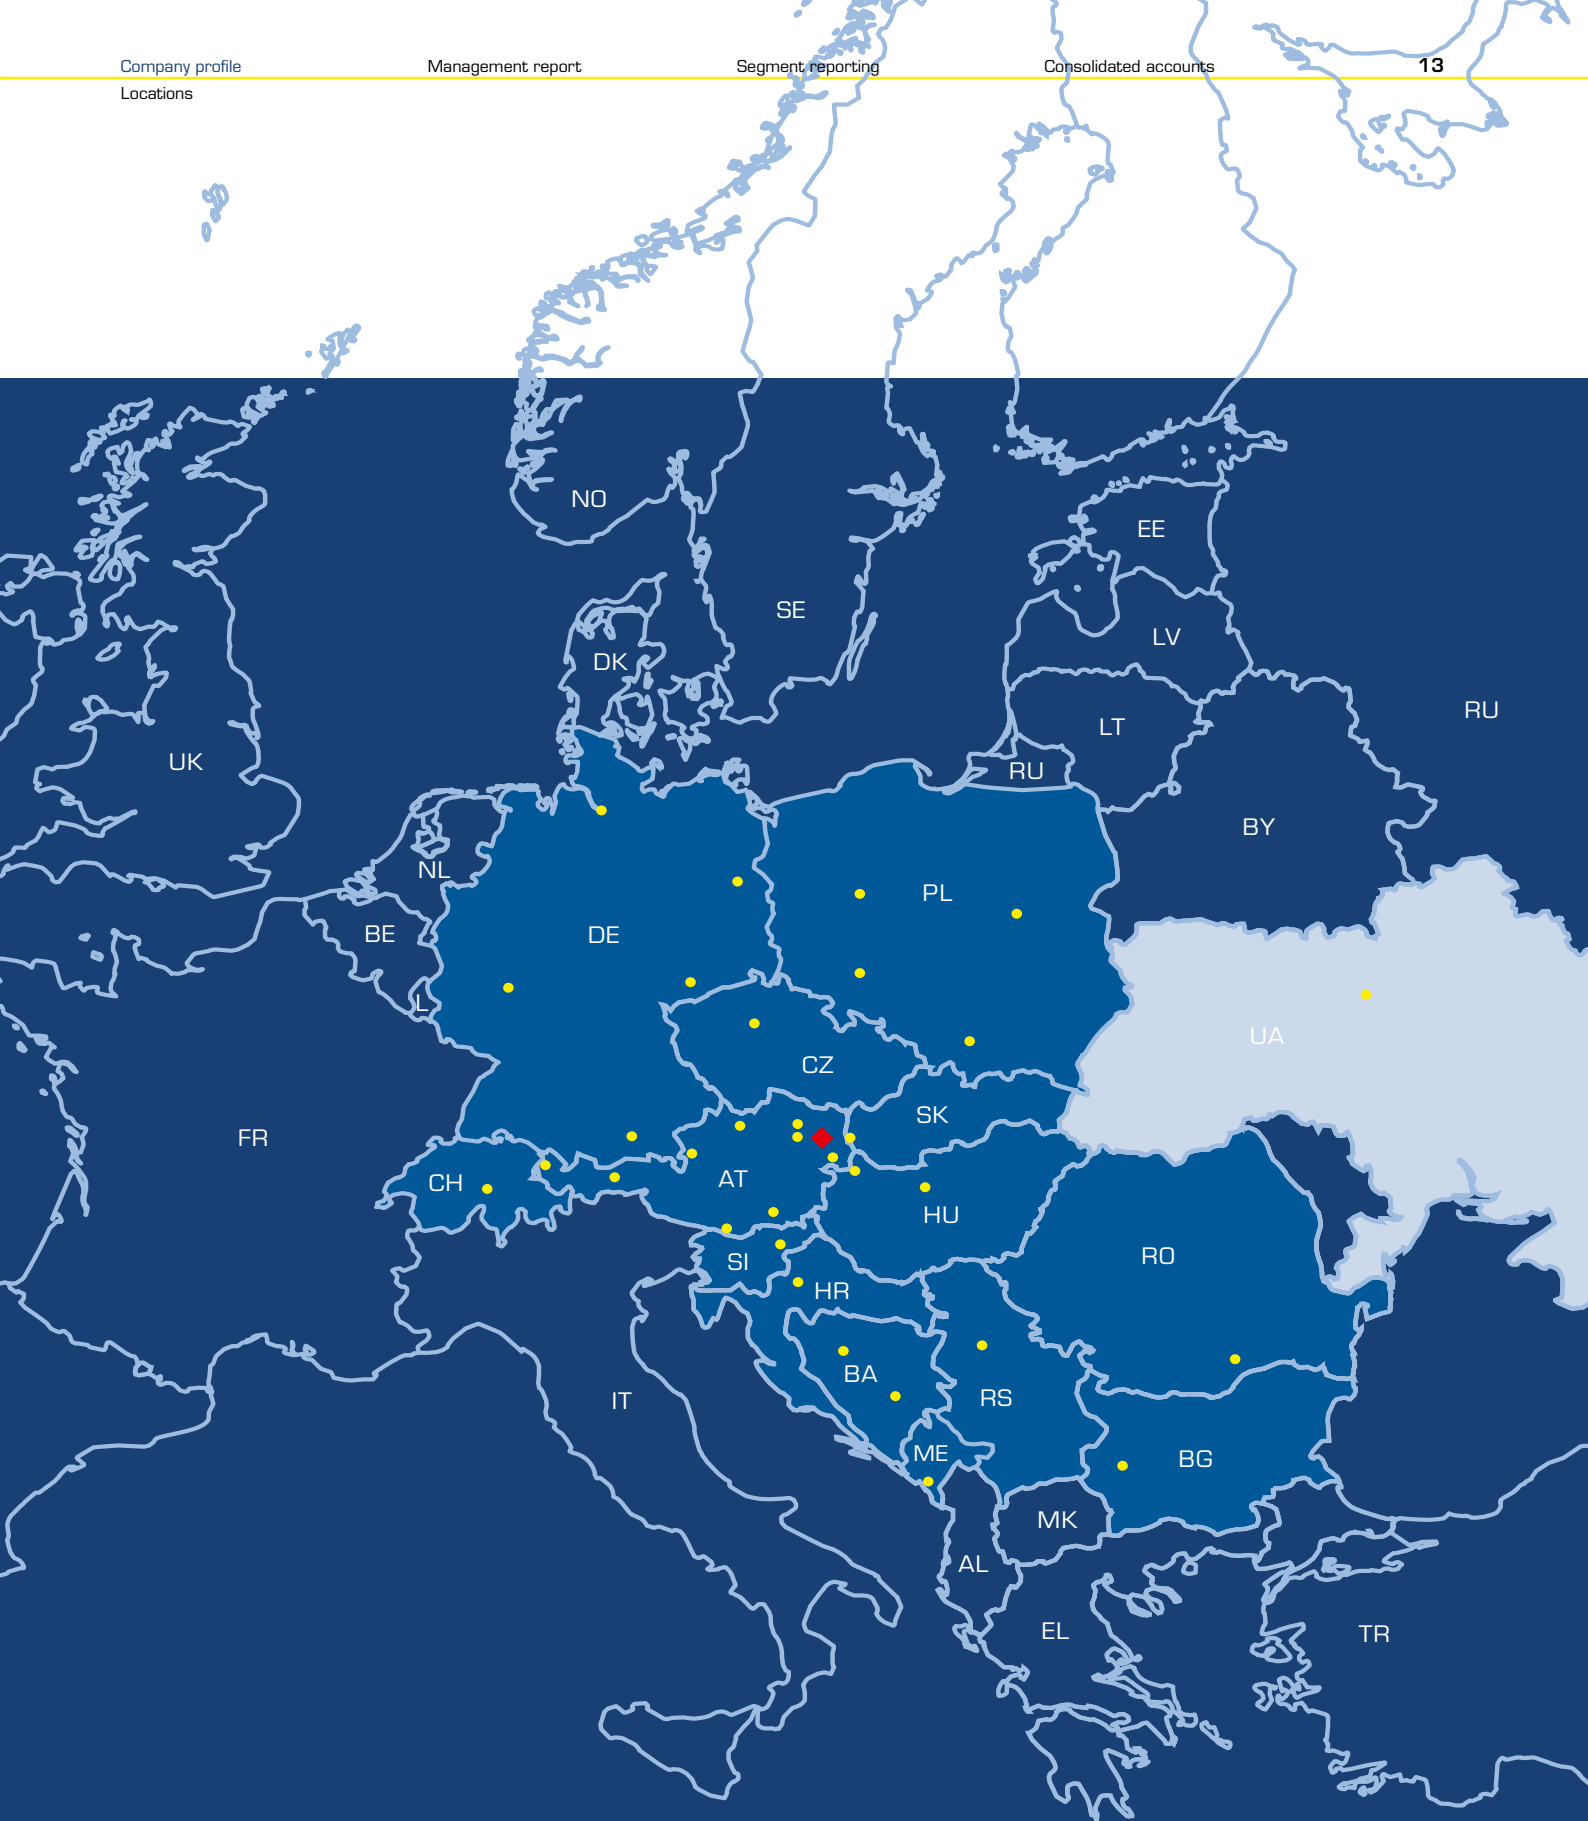 Company profile Management report Segment reporting Consolidated accounts 13
Locations
NO
EE
SE
LV
DK
RU
LT
UK
RU
BY
NL
PL
BE
DE
L
UA
CZ
SK
FR
AT
CH
HU
RO
SI
HR
BA
RS
IT
ME
BG
MK
AL
EL
TR